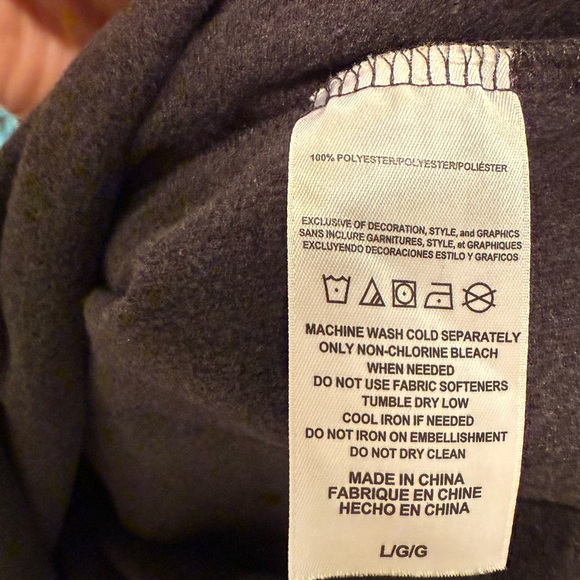 100% POLYESTER/POLYESTER/POLIÉSTER
EXCLUSIVE OF DECORATION, STYLE, and GRAPHICS
SANS INCLURE GARNITURES, STYLE, et GRAPHIQUES
EXCLUYENDO DECORACIONES ESTILO Y GRAFICOS
MACHINE WASH COLD SEPARATELY
ONLY NON-CHLORINE BLEACH
WHEN NEEDED
DO NOT USE FABRIC SOFTENERS
TUMBLE DRY LOW
COOL IRON IF NEEDED
DO NOT IRON ON EMBELLISHMENT
DO NOT DRY CLEAN
MADE IN CHINA
FABRIQUE EN CHINE
HECHO EN CHINA
L/G/G